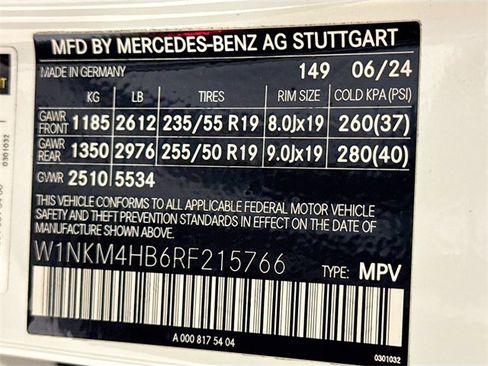 MFD BY MERCEDES-BENZ AG STUTTGART
MADE IN GERMANY 149 06/24
KG LB TIRES RIM SIZE COLD KPA (PSI)
GAWR FRONT 1185 2612 235/55 R19 8.0Jx19 260(37)
GAWR REAR 1350 2976 255/50 R19 9.0Jx19 280(40)
GVWR 2510 5534
THIS VEHICLE CONFORMS TO ALL APPLICABLE FEDERAL MOTOR VEHICLE
SAFETY AND THEFT PREVENTION STANDARDS IN EFFECT ON THE DATE OF
MANUFACTURE SHOWN ABOVE.
W1NKM4HB6RF215766 TYPE: MPV
A 000 817 54 04
0301032
0301032